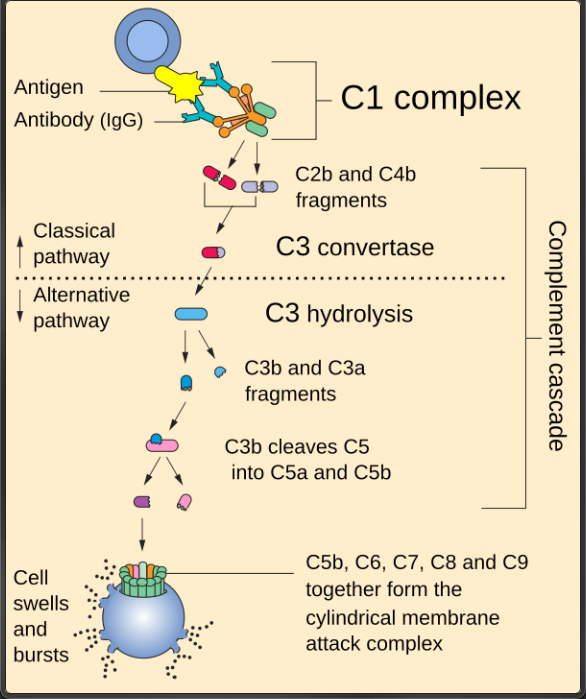 Antigen
Antibody (IgG)
C1 complex
C2b and C4b
fragments
Classical
pathway
C3 convertase
Alternative
pathway
C3 hydrolysis
C3b and C3a
fragments
C3b cleaves C5
into C5a and C5b
Complement cascade
Cell
swells
and
bursts
C5b, C6, C7, C8 and C9
together form the
cylindrical membrane
attack complex